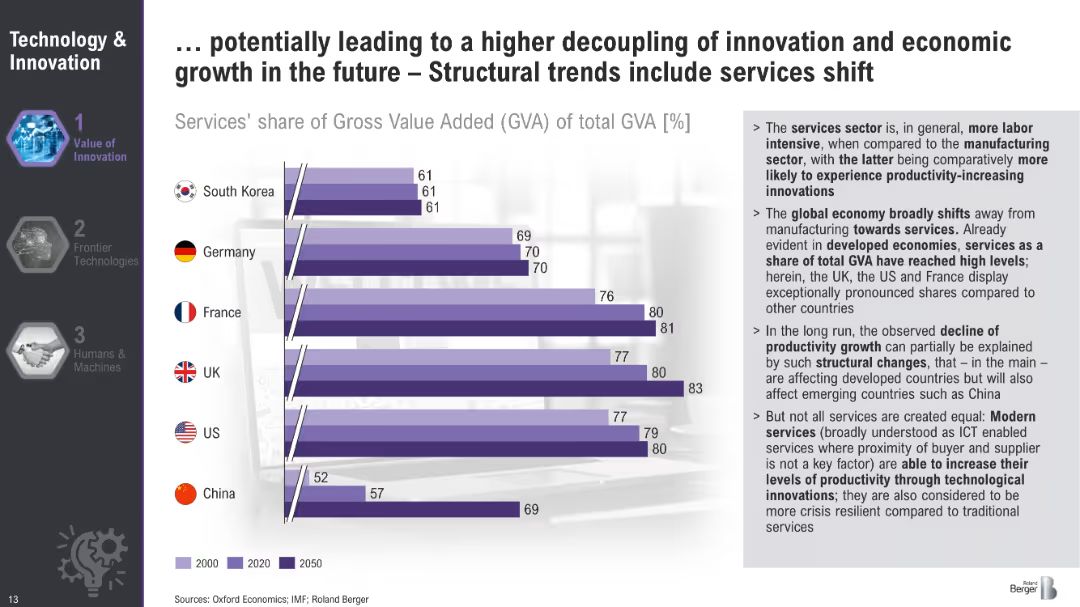 Technology &
Innovation
1
Value of
Innovation
2
Frontier
Technologies
3
Humans &
Machines
13
… potentially leading to a higher decoupling of innovation and economic
growth in the future – Structural trends include services shift
Services' share of Gross Value Added (GVA) of total GVA [%]
South Korea
61
61
61
Germany
69
70
70
France
76
80
81
UK
77
80
83
US
77
79
80
China
52
57
69
2000 2020 2050
Sources: Oxford Economics; IMF; Roland Berger
> The services sector is, in general, more labor
intensive, when compared to the manufacturing
sector, with the latter being comparatively more
likely to experience productivity-increasing
innovations
> The global economy broadly shifts away from
manufacturing towards services. Already
evident in developed economies, services as a
share of total GVA have reached high levels;
herein, the UK, the US and France display
exceptionally pronounced shares compared to
other countries
> In the long run, the observed decline of
productivity growth can partially be explained
by such structural changes, that – in the main –
are affecting developed countries but will also
affect emerging countries such as China
> But not all services are created equal: Modern
services (broadly understood as ICT enabled
services where proximity of buyer and supplier
is not a key factor) are able to increase their
levels of productivity through technological
innovations; they are also considered to be
more crisis resilient compared to traditional
services
Roland
Berger
B